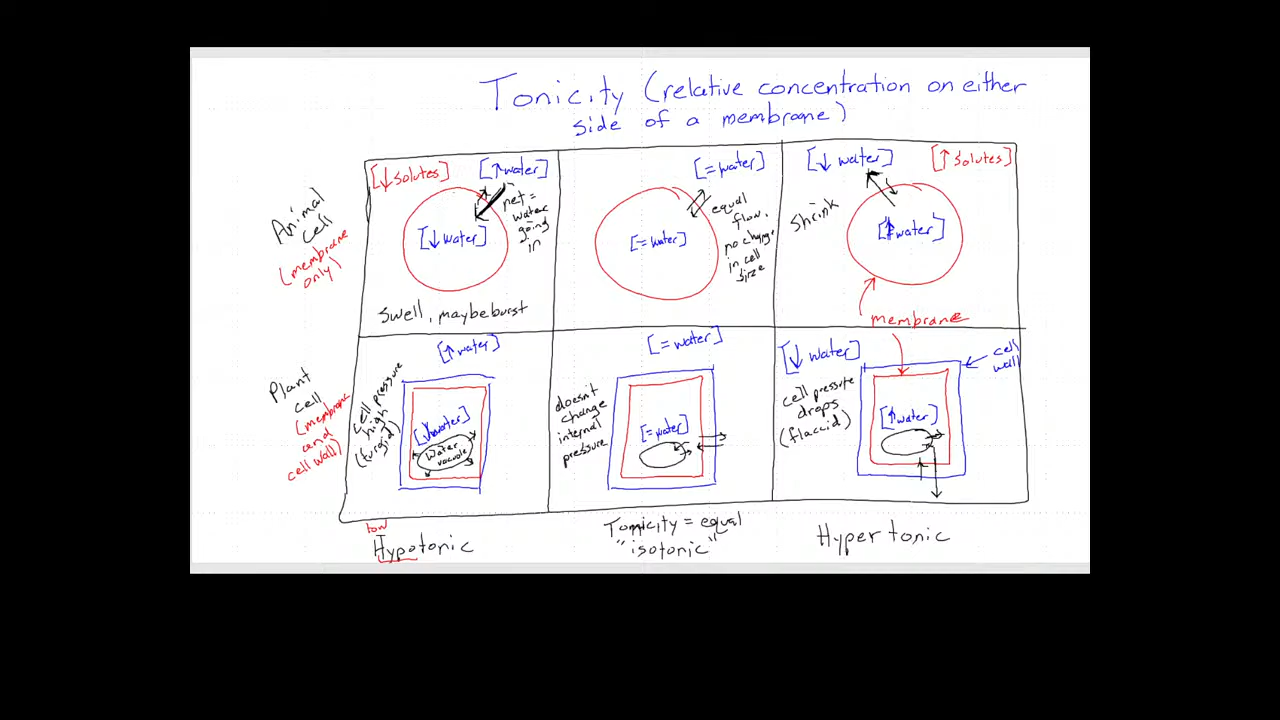 Tonicity (relative concentration on either
side of a membrane)
Animal
cell
(membrane
only)
[↓ solutes]
[↑ water]
[↓ water]
net =
water
going
in
Swell, maybe burst
[= water]
[= water]
equal
flow,
no change
in cell
size
[↓ water]
[↑ solutes]
Shrink
[↑ water]
membrane
Plant
cell
(membrane
and
cell wall)
[↑ water]
cell pressure
high
(turgid)
[↓ water]
Water
vacuole
[= water]
doesnt
change
internal
pressure
[= water]
[↓ water]
cell
wall
cell pressure
drops
(flaccid)
[↑ water]
low
Hypotonic
Tonicity = equal
"isotonic"
Hypertonic